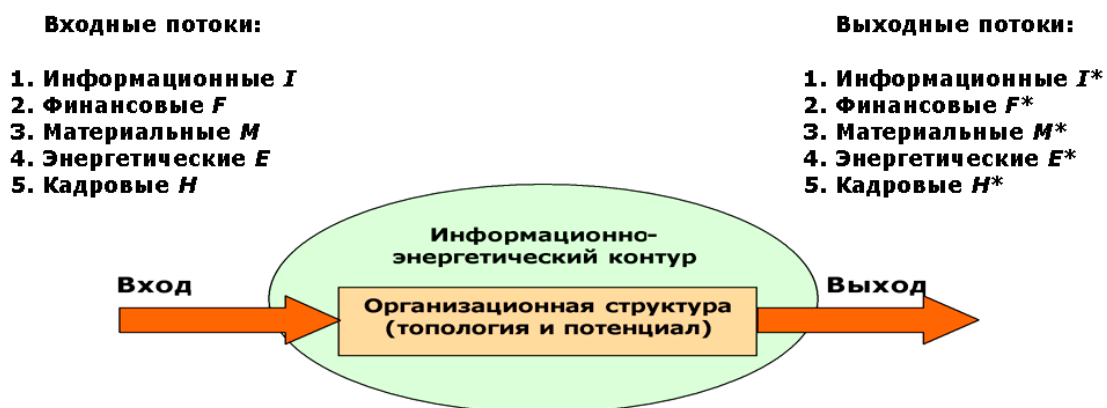 Входные потоки:
1. Информационные I
2. Финансовые F
3. Материальные M
4. Энергетические E
5. Кадровые H
Выходные потоки:
1. Информационные I*
2. Финансовые F*
3. Материальные M*
4. Энергетические E*
5. Кадровые H*
Информационно-
энергетический контур
Вход
Организационная структура
(топология и потенциал)
Выход